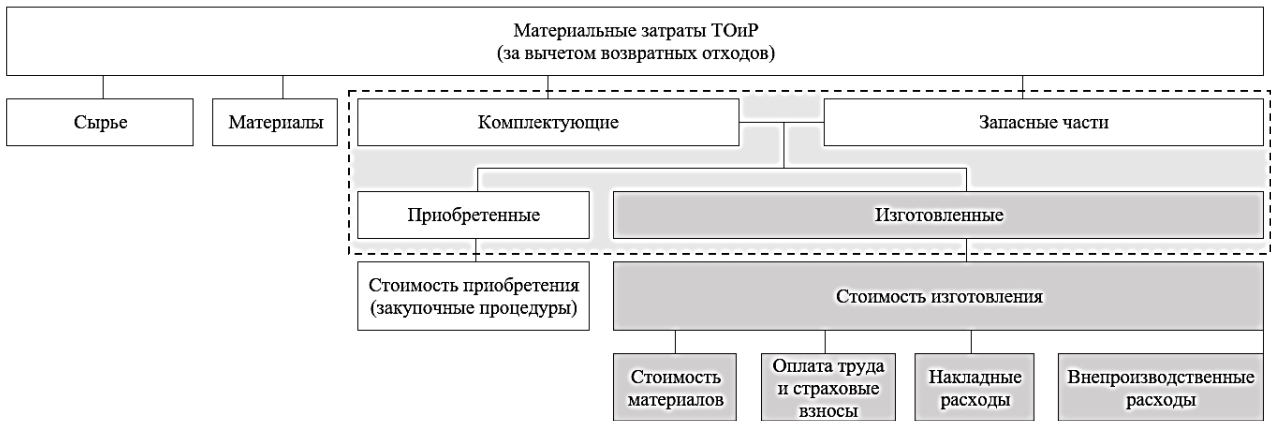 Материальные затраты ТОиР
(за вычетом возвратных отходов)
Сырье
Материалы
Комплектующие
Запасные части
Приобретенные
Изготовленные
Стоимость приобретения
(закупочные процедуры)
Стоимость изготовления
Стоимость
материалов
Оплата труда
и страховые
взносы
Накладные
расходы
Внепроизводственные
расходы